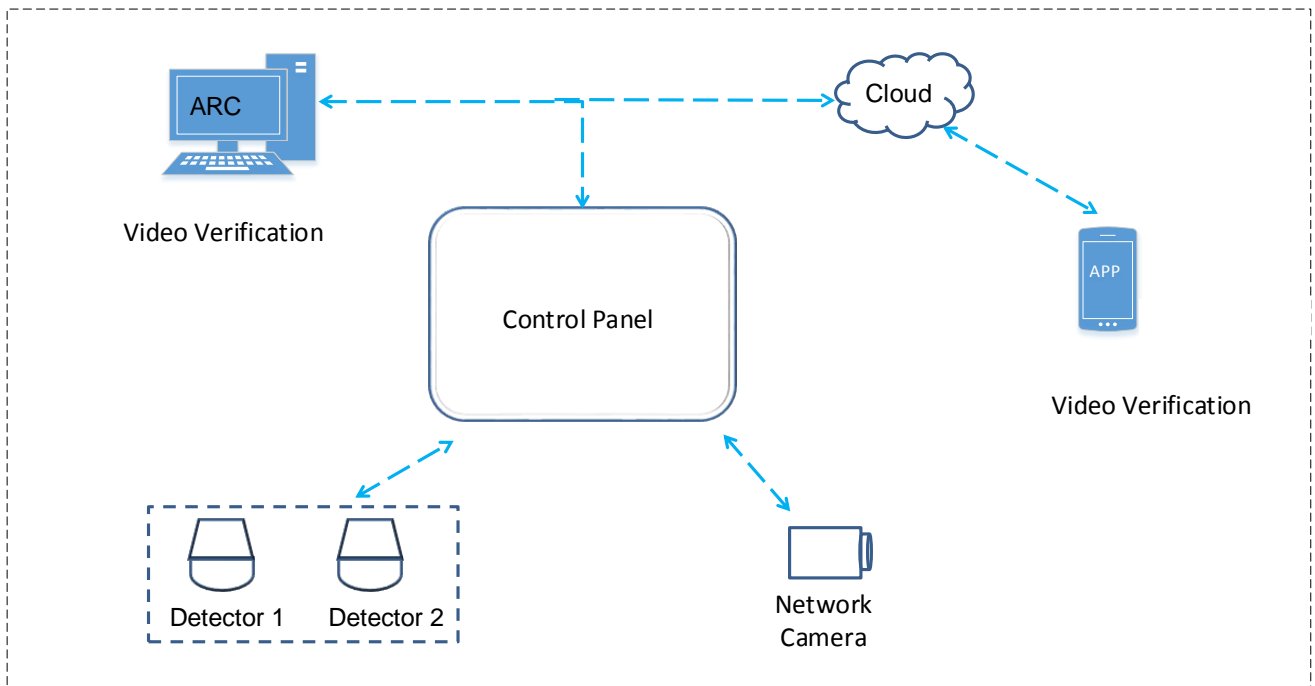 ARC
Cloud
Video Verification
APP
Control Panel
Video Verification
Detector 1
Detector 2
Network
Camera